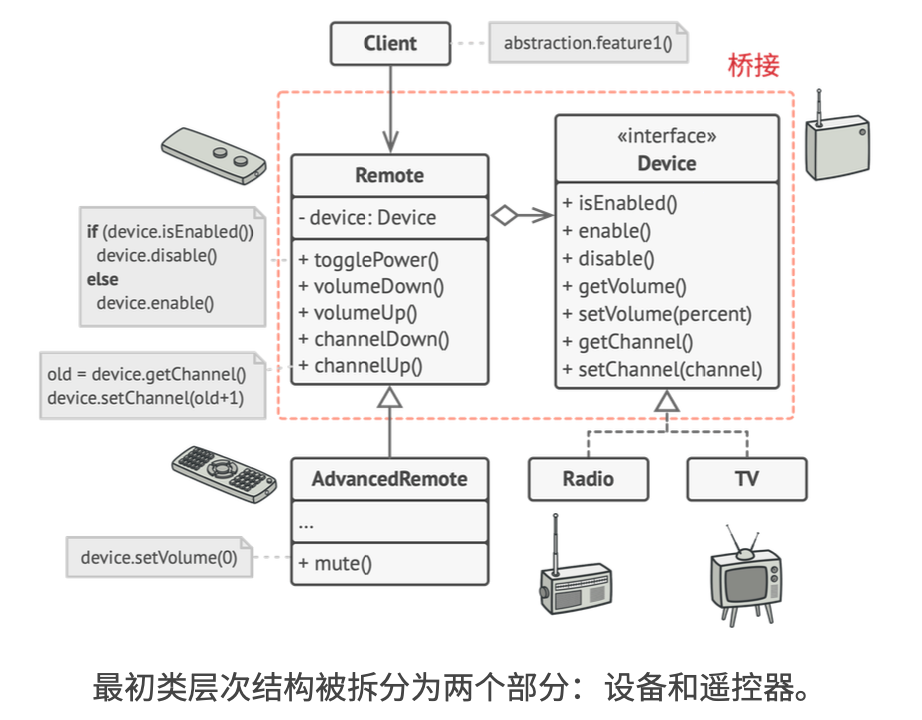 Client
abstraction.feature1()
桥接
«interface»
Device
Remote
+ isEnabled()
+ enable()
+ disable()
+ getVolume()
+ setVolume(percent)
+ getChannel()
+ setChannel(channel)
- device: Device
+ togglePower()
+ volumeDown()
+ volumeUp()
+ channelDown()
+ channelUp()
if (device.isEnabled())
device.disable()
else
device.enable()
old = device.getChannel()
device.setChannel(old+1)
AdvancedRemote
...
+ mute()
Radio
TV
device.setVolume(0)
最初类层次结构被拆分为两个部分：设备和遥控器。